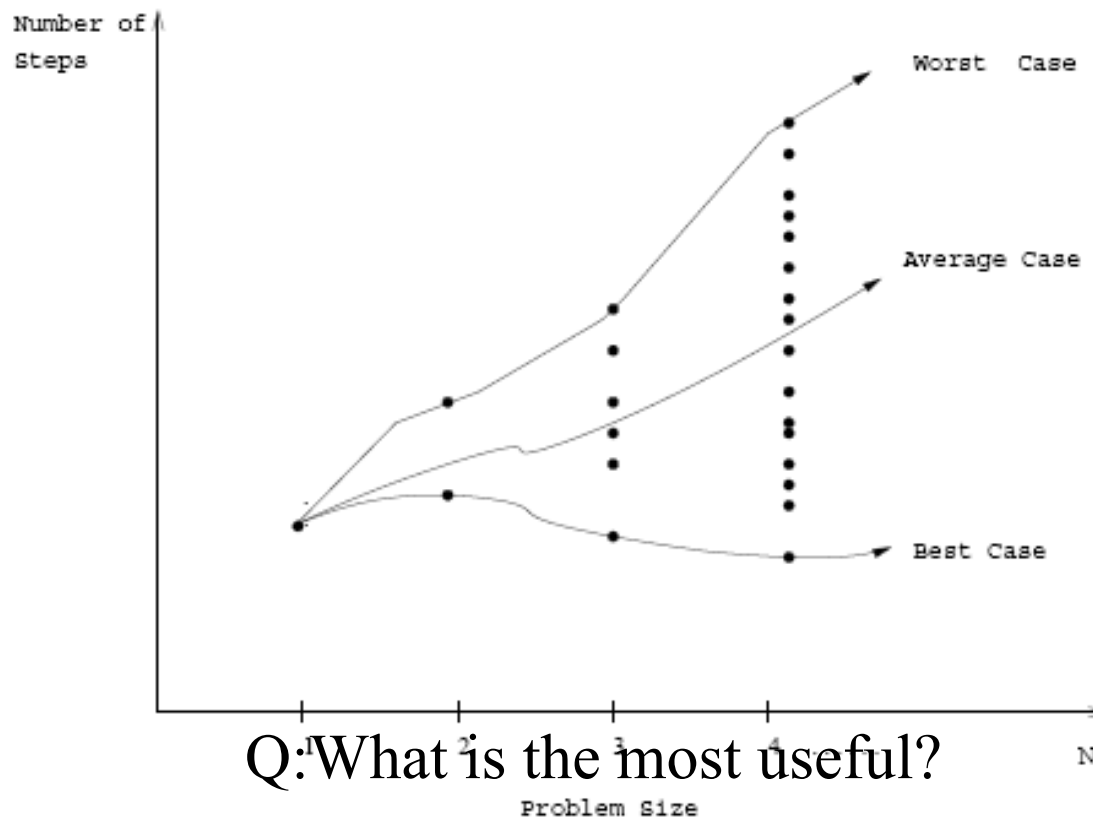 Number of
Steps
Worst Case
Average Case
Best Case
1 2 3 4
Q:What is the most useful?
N
Problem Size